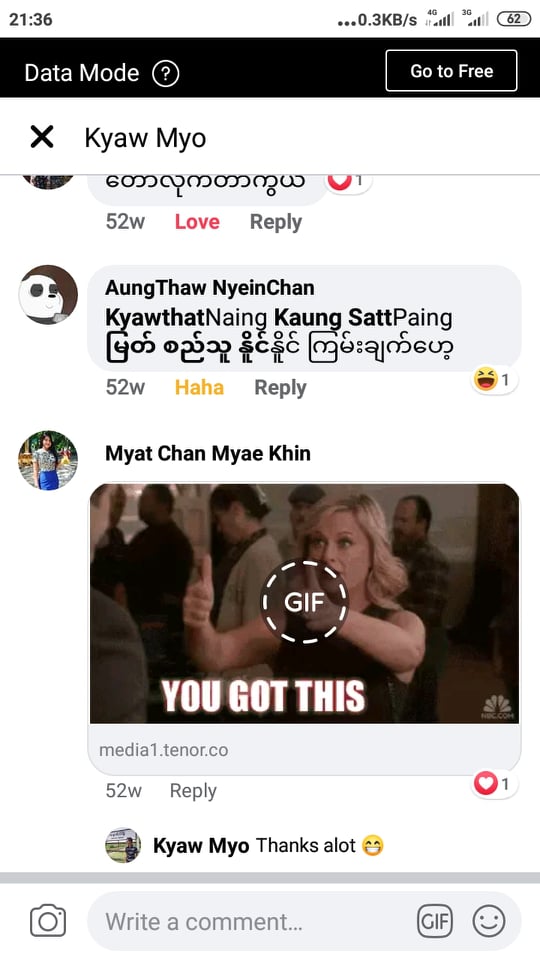 21:36
...0.3KB/s 4G 3G 62
Data Mode ?
Go to Free
Kyaw Myo
တော်လိုက်တာကွယ် 1
52w Love Reply
AungThaw NyeinChan
KyawthatNaing Kaung SattPaing
မြတ် စည်သူ နိူင်နိူင် ကြမ်းချက်ဟေ့
1
52w Haha Reply
Myat Chan Myae Khin
GIF
YOU GOT THIS
NBC.COM
media1.tenor.co
1
52w Reply
Kyaw Myo Thanks alot 😁
Write a comment...
GIF